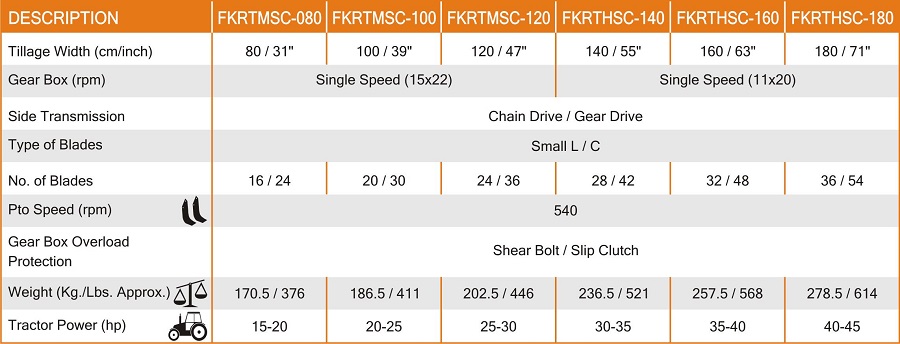 DESCRIPTION FKRTMSC-080 FKRTMSC-100 FKRTMSC-120 FKRTHSC-140 FKRTHSC-160 FKRTHSC-180
Tillage Width (cm/inch) 80 / 31" 100 / 39" 120 / 47" 140 / 55" 160 / 63" 180 / 71"
Gear Box (rpm) Single Speed (15x22) Single Speed (11x20)
Side Transmission Chain Drive / Gear Drive
Type of Blades Small L / C
No. of Blades 16 / 24 20 / 30 24 / 36 28 / 42 32 / 48 36 / 54
Pto Speed (rpm) 540
Gear Box Overload
Protection Shear Bolt / Slip Clutch
Weight (Kg./Lbs. Approx.) 170.5 / 376 186.5 / 411 202.5 / 446 236.5 / 521 257.5 / 568 278.5 / 614
Tractor Power (hp) 15-20 20-25 25-30 30-35 35-40 40-45